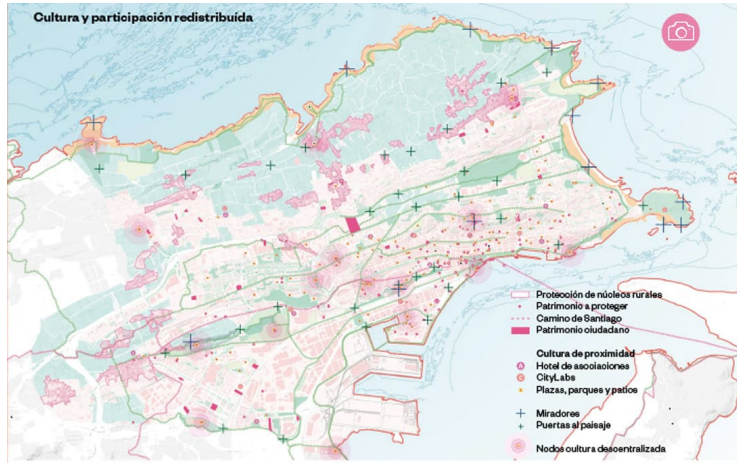 Cultura y participación redistribuída
Protección de núcleos rurales
Patrimonio a proteger
Camino de Santiago
Patrimonio ciudadano
Cultura de proximidad
A Hotel de asociaciones
C CityLabs
Plazas, parques y patios
Miradores
Puertas al paisaje
Nodos cultura descentralizada